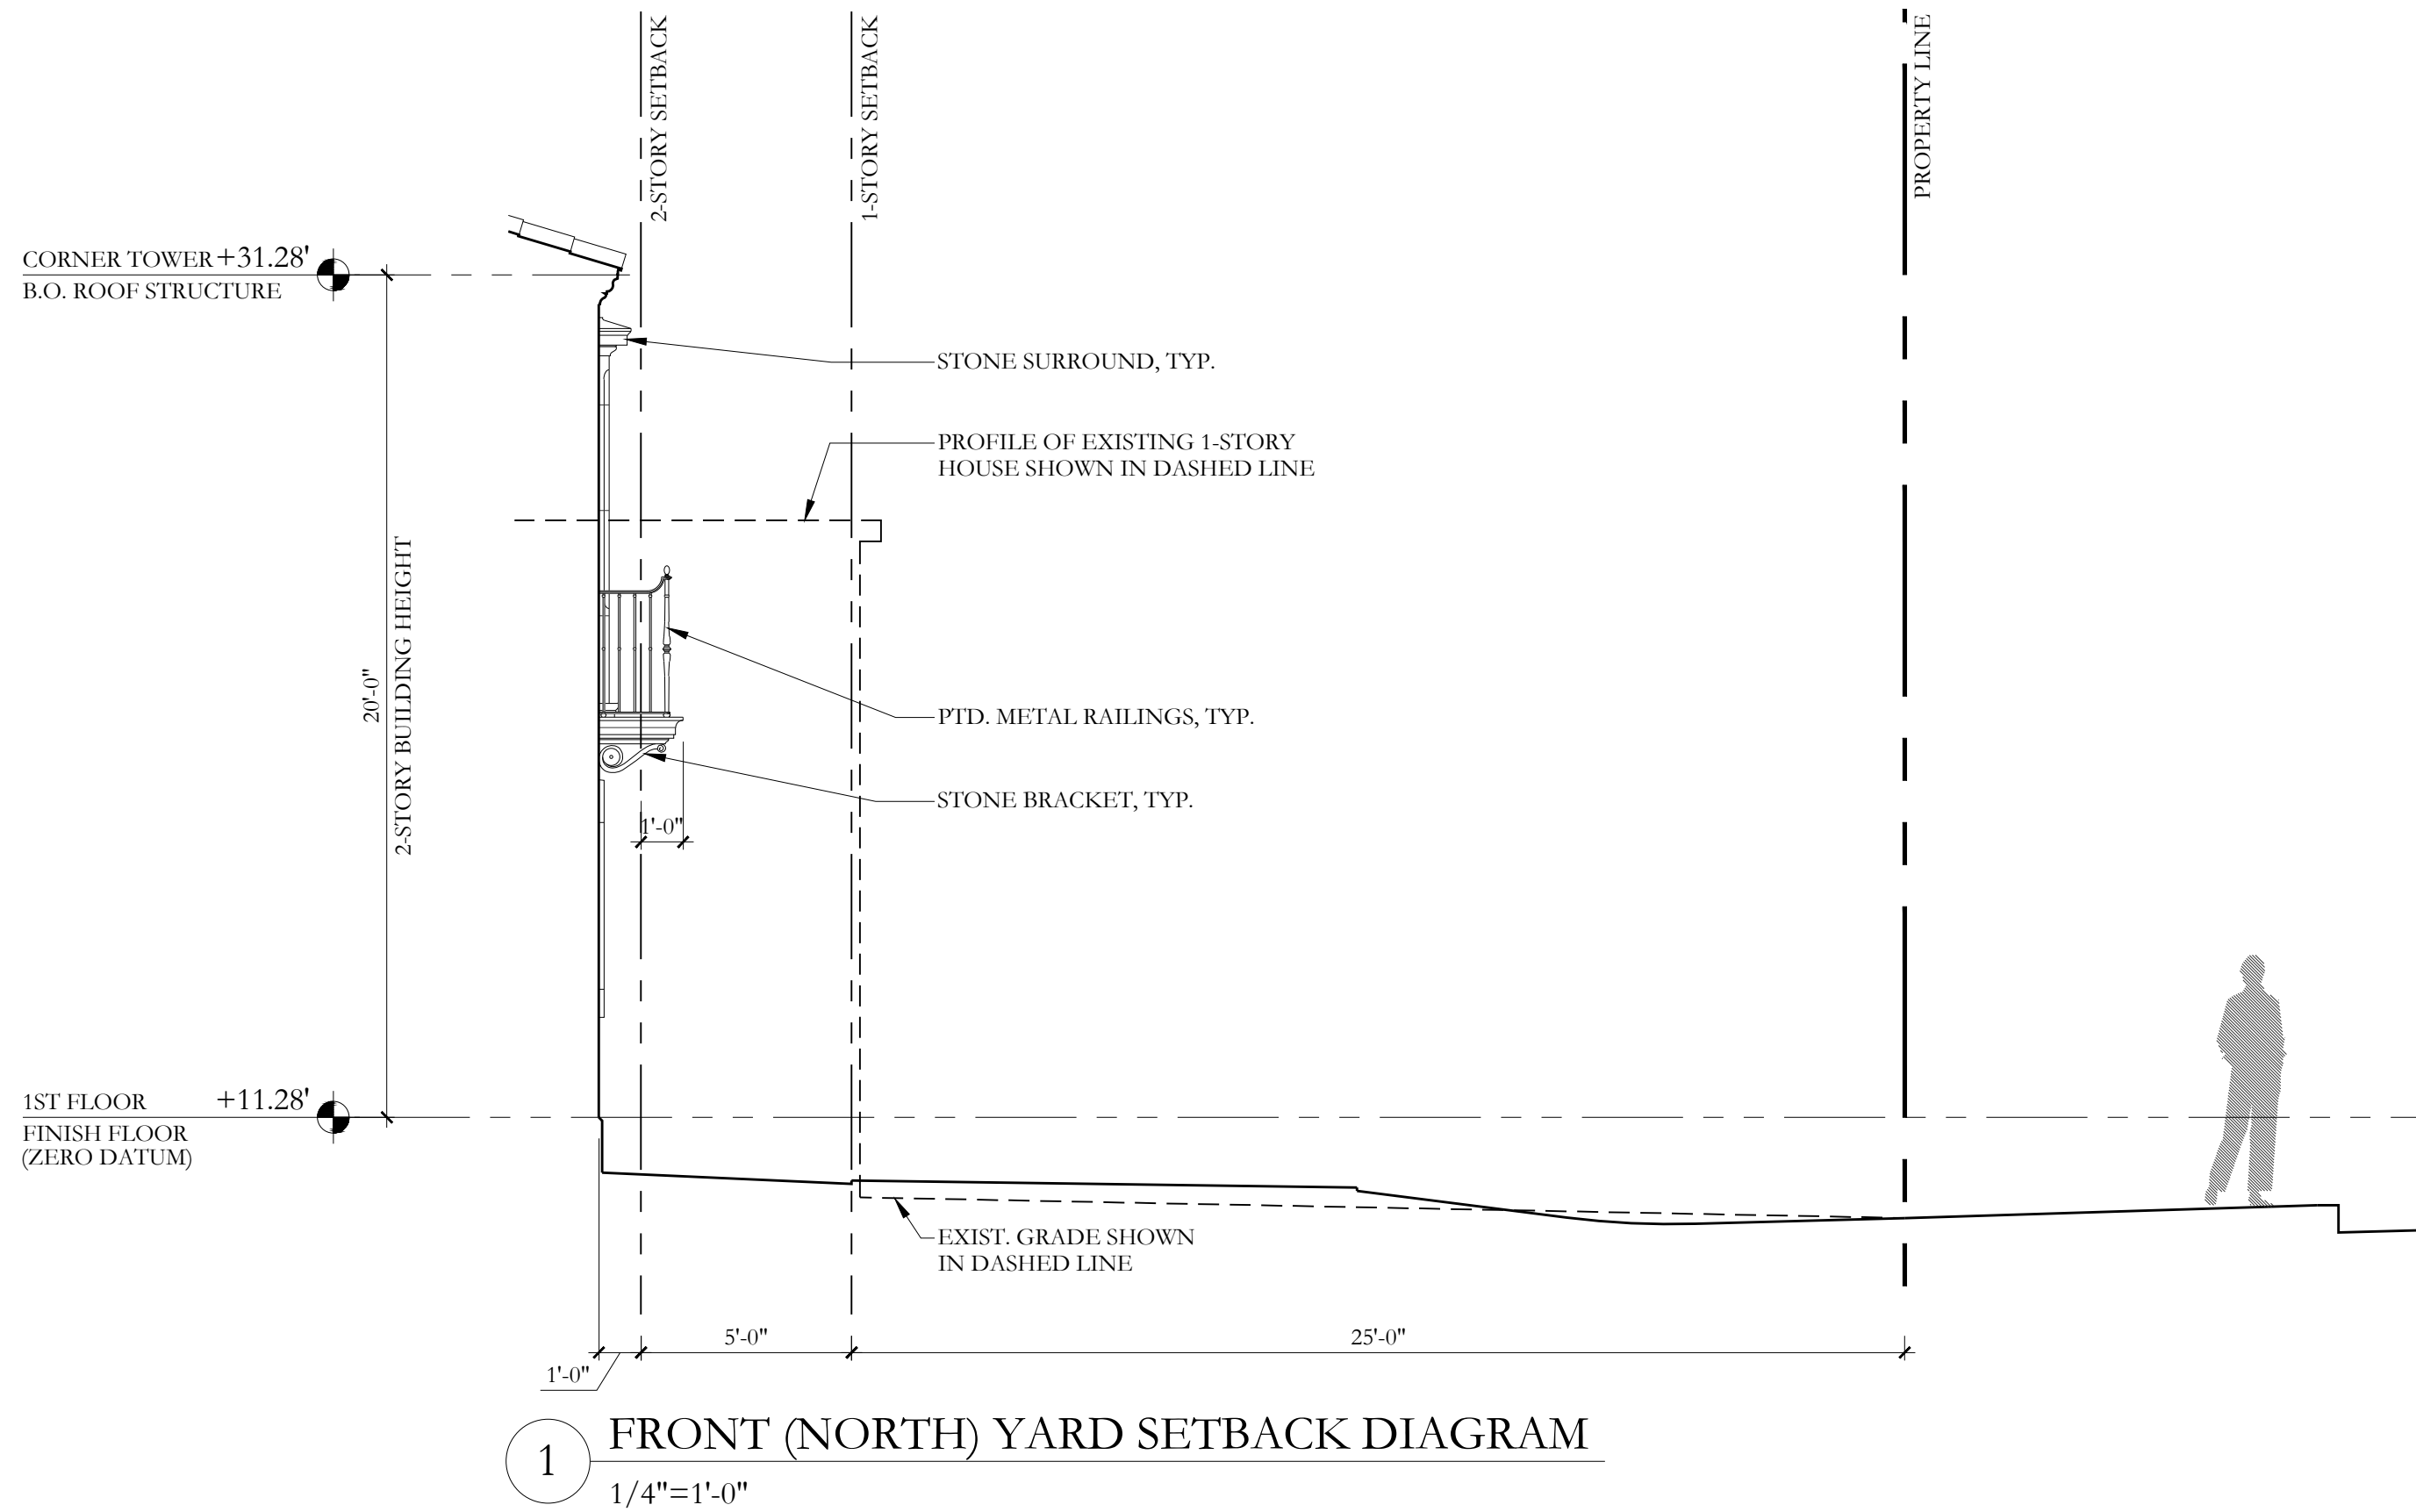 2-STORY SETBACK
1-STORY SETBACK
PROPERTY LINE
CORNER TOWER +31.28'
B.O. ROOF STRUCTURE
STONE SURROUND, TYP.
PROFILE OF EXISTING 1-STORY
HOUSE SHOWN IN DASHED LINE
20'-0"
2-STORY BUILDING HEIGHT
PTD. METAL RAILINGS, TYP.
STONE BRACKET, TYP.
1'-0"
1ST FLOOR +11.28'
FINISH FLOOR
(ZERO DATUM)
EXIST. GRADE SHOWN
IN DASHED LINE
5'-0"
25'-0"
1'-0"
1
FRONT (NORTH) YARD SETBACK DIAGRAM
1/4"=1'-0"